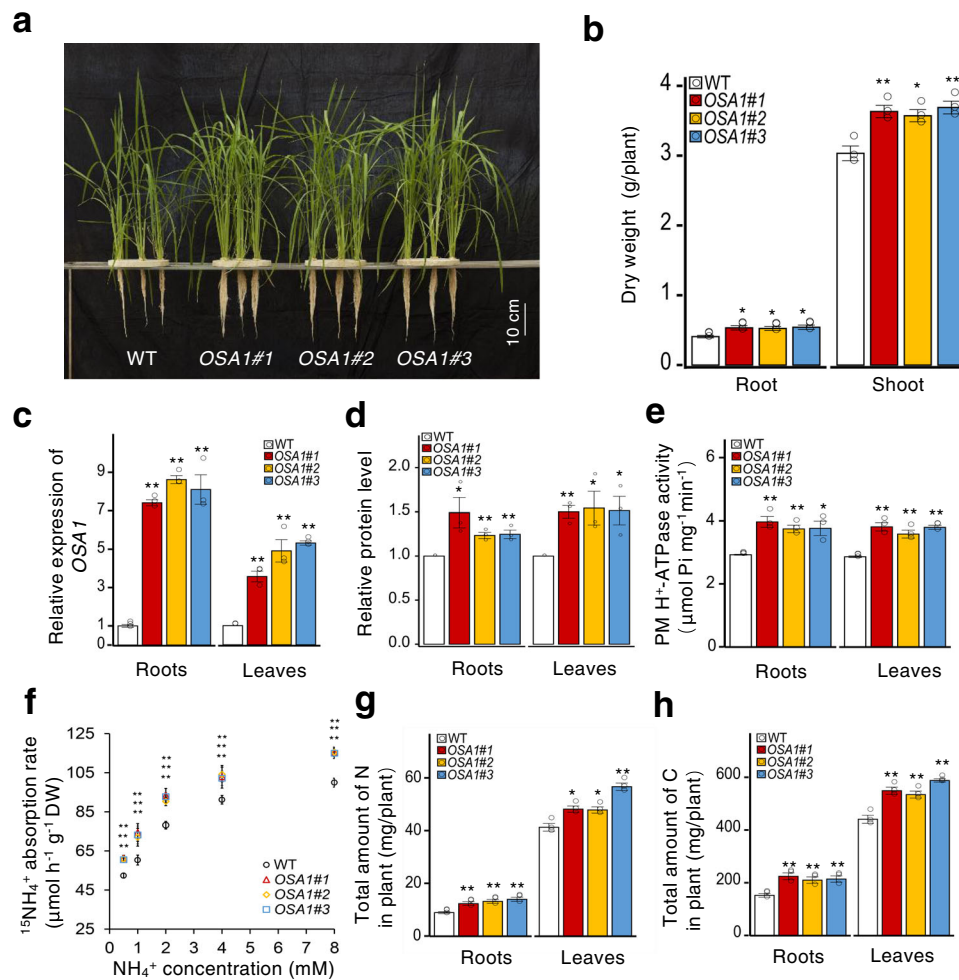 a
WT
OSA1#1
OSA1#2
OSA1#3
10 cm
b
Dry weight (g/plant)
4
3
2
1
0
WT
OSA1#1
OSA1#2
OSA1#3
* * *
** * **
Root
Shoot
c
Relative expression of
OSA1
9
7
5
3
1
WT
OSA1#1
OSA1#2
OSA1#3
** ** **
** ** **
Roots
Leaves
d
Relative protein level
2.0
1.5
1.0
0.5
0.0
WT
OSA1#1
OSA1#2
OSA1#3
* ** **
** * *
Roots
Leaves
e
PM H⁺-ATPase activity
(μmol PI mg⁻¹min⁻¹)
6
4
2
0
WT
OSA1#1
OSA1#2
OSA1#3
** ** *
** ** **
Roots
Leaves
f
¹⁵NH₄⁺ absorption rate
(μmol h⁻¹ g⁻¹ DW)
125
105
85
65
45
25
** ** ** ** **
** ** ** ** **
** ** ** ** **
WT
OSA1#1
OSA1#2
OSA1#3
0 1 2 3 4 5 6 7 8
NH₄⁺ concentration (mM)
g
Total amount of N
in plant (mg/plant)
60
40
20
0
WT
OSA1#1
OSA1#2
OSA1#3
** ** **
* * **
Roots
Leaves
h
Total amount of C
in plant (mg/plant)
600
400
200
0
WT
OSA1#1
OSA1#2
OSA1#3
** ** **
** ** **
Roots
Leaves